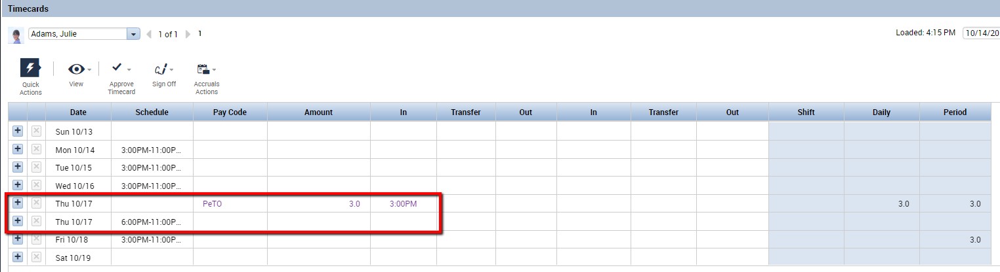 Timecards
Adams, Julie 1 of 1 1 Loaded: 4:15 PM 10/14/20
Quick Actions View Approve Timecard Sign Off Accruals Actions
Date Schedule Pay Code Amount In Transfer Out In Transfer Out Shift Daily Period
Sun 10/13
Mon 10/14 3:00PM-11:00P...
Tue 10/15 3:00PM-11:00P...
Wed 10/16 3:00PM-11:00P...
Thu 10/17 PeTO 3.0 3:00PM 3.0 3.0
Thu 10/17 6:00PM-11:00P...
Fri 10/18 3:00PM-11:00P... 3.0
Sat 10/19